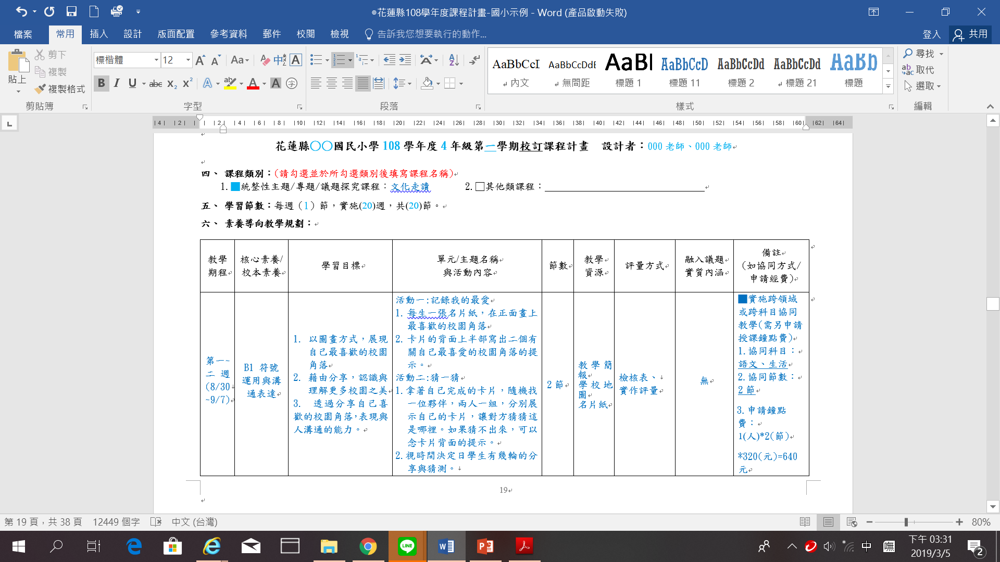 ◎花蓮縣108學年度課程計畫-國小示例 - Word (產品啟動失敗)
檔案 常用 插入 設計 版面配置 參考資料 郵件 校閱 檢視 告訴我您想要執行的動作... 登入 共用
貼上
剪下
複製
複製格式
剪貼簿
標楷體 12
字型
段落
AaBbCcI AaBbCcDdE AaBl AaBbCcD AaBbCcDd AaBbCcDd AaBb
內文 無間距 標題 1 標題 11 標題 2 標題 21 標題
樣式
尋找
取代
選取
編輯
花蓮縣〇〇國民小學 108 學年度 4 年級第一學期校訂課程計畫 設計者：000 老師、000 老師
四、 課程類別：(請勾選並於所勾選類別後填寫課程名稱)
1.■統整性主題/專題/議題探究課程：文化走讀 2.□其他類課程：
五、 學習節數：每週（1）節，實施(20)週，共(20)節。
六、 素養導向教學規劃：
教學
期程
核心素養/
校本素養
學習目標
單元/主題名稱
與活動內容
節數
教學
資源
評量方式
融入議題
實質內涵
備註
（如協同方式/
申請經費）
第一~
二 週
(8/30
~9/7)
B1 符號
運用與溝
通表達
1. 以圖畫方式，展現
自己最喜歡的校園
角落
2. 藉由分享，認識與
理解更多校園之美
3. 透過分享自己喜
歡的校園角落，表現與
人溝通的能力。
活動一:記錄我的最愛
1. 每生一張名片紙，在正面畫上
最喜歡的校園角落
2. 卡片的背面上半部寫出二個有
關自己最喜愛的校園角落的提
示。
活動二:猜一猜
1. 拿著自己完成的卡片，隨機找
一位夥伴，兩人一組，分別展
示自己的卡片，讓對方猜猜這
是哪裡。如果猜不出來，可以
念卡片背面的提示。
2. 視時間決定日學生有幾輪的分
享與猜測。
2 節
教學簡
報
學校地
圖
名片紙
檢核表、
實作評量
無
■實施跨領域
或跨科目協同
教學(需另申請
授課鐘點費)
1.協同科目：
語文、生活
2.協同節數：
2 節
3.申請鐘點
費：
1(人)*2(節)
*320(元)=640
元
19
第 19 頁，共 38 頁 12449 個字 中文 (台灣) 80%
下午 03:31
2019/3/5